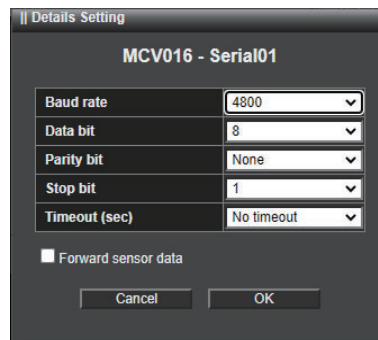 || Details Setting
MCV016 - Serial01
Baud rate 4800
Data bit 8
Parity bit None
Stop bit 1
Timeout (sec) No timeout
Forward sensor data
Cancel OK